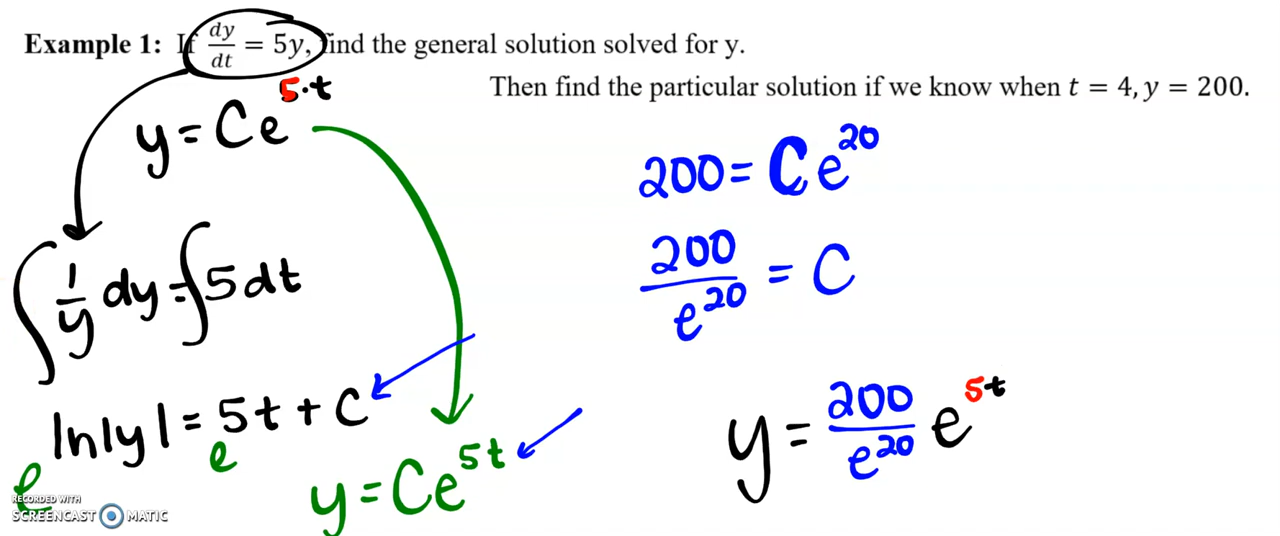 Example 1: If dy/dt = 5y, find the general solution solved for y.
Then find the particular solution if we know when t = 4, y = 200.
y = Ce^{5·t}
∫ 1/y dy = ∫ 5 dt
ln|y| = 5t + C
e e
y = Ce^{5t}
200 = Ce^{20}
200/e^{20} = C
y = 200/e^{20} e^{5t}
RECORDED WITH
SCREENCAST MATIC